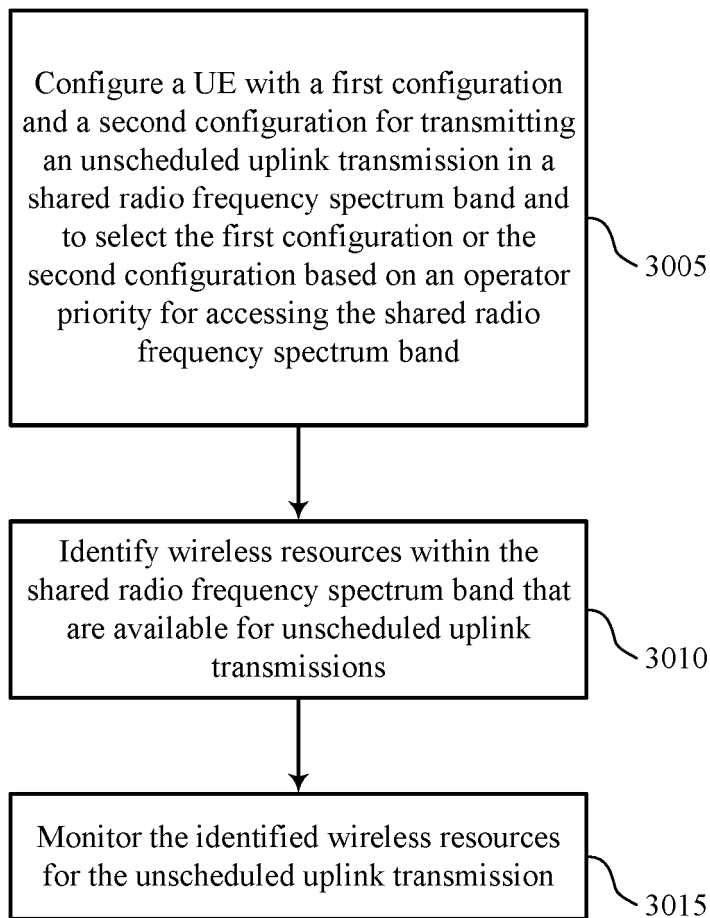 Configure a UE with a first configuration
and a second configuration for transmitting
an unscheduled uplink transmission in a
shared radio frequency spectrum band and
to select the first configuration or the
second configuration based on an operator
priority for accessing the shared radio
frequency spectrum band
3005
Identify wireless resources within the
shared radio frequency spectrum band that
are available for unscheduled uplink
transmissions
3010
Monitor the identified wireless resources
for the unscheduled uplink transmission
3015